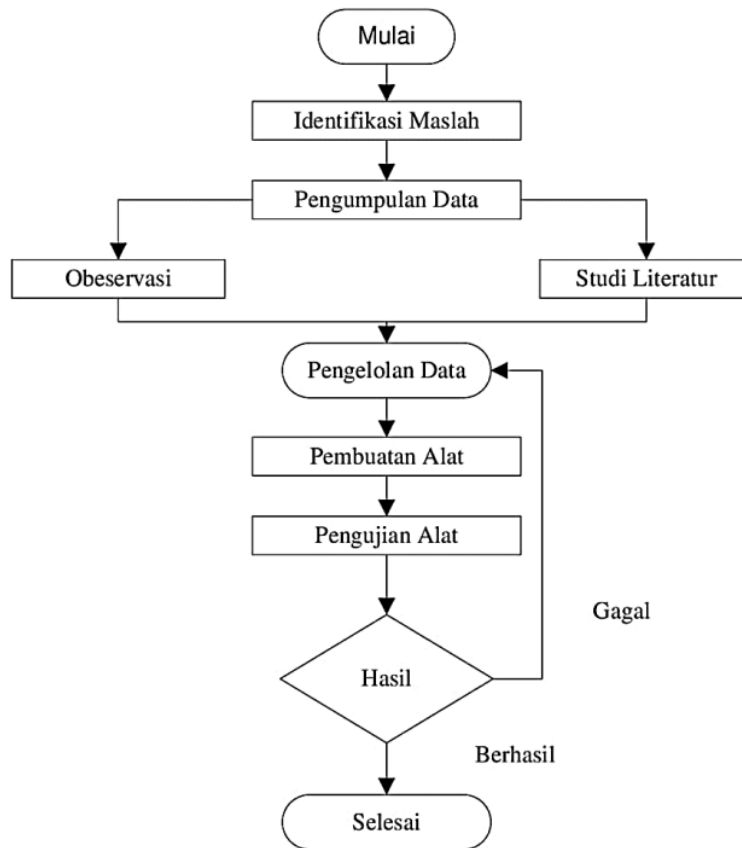 Mulai
Identifikasi Maslah
Pengumpulan Data
Obeservasi
Studi Literatur
Pengelolan Data
Pembuatan Alat
Pengujian Alat
Gagal
Hasil
Berhasil
Selesai